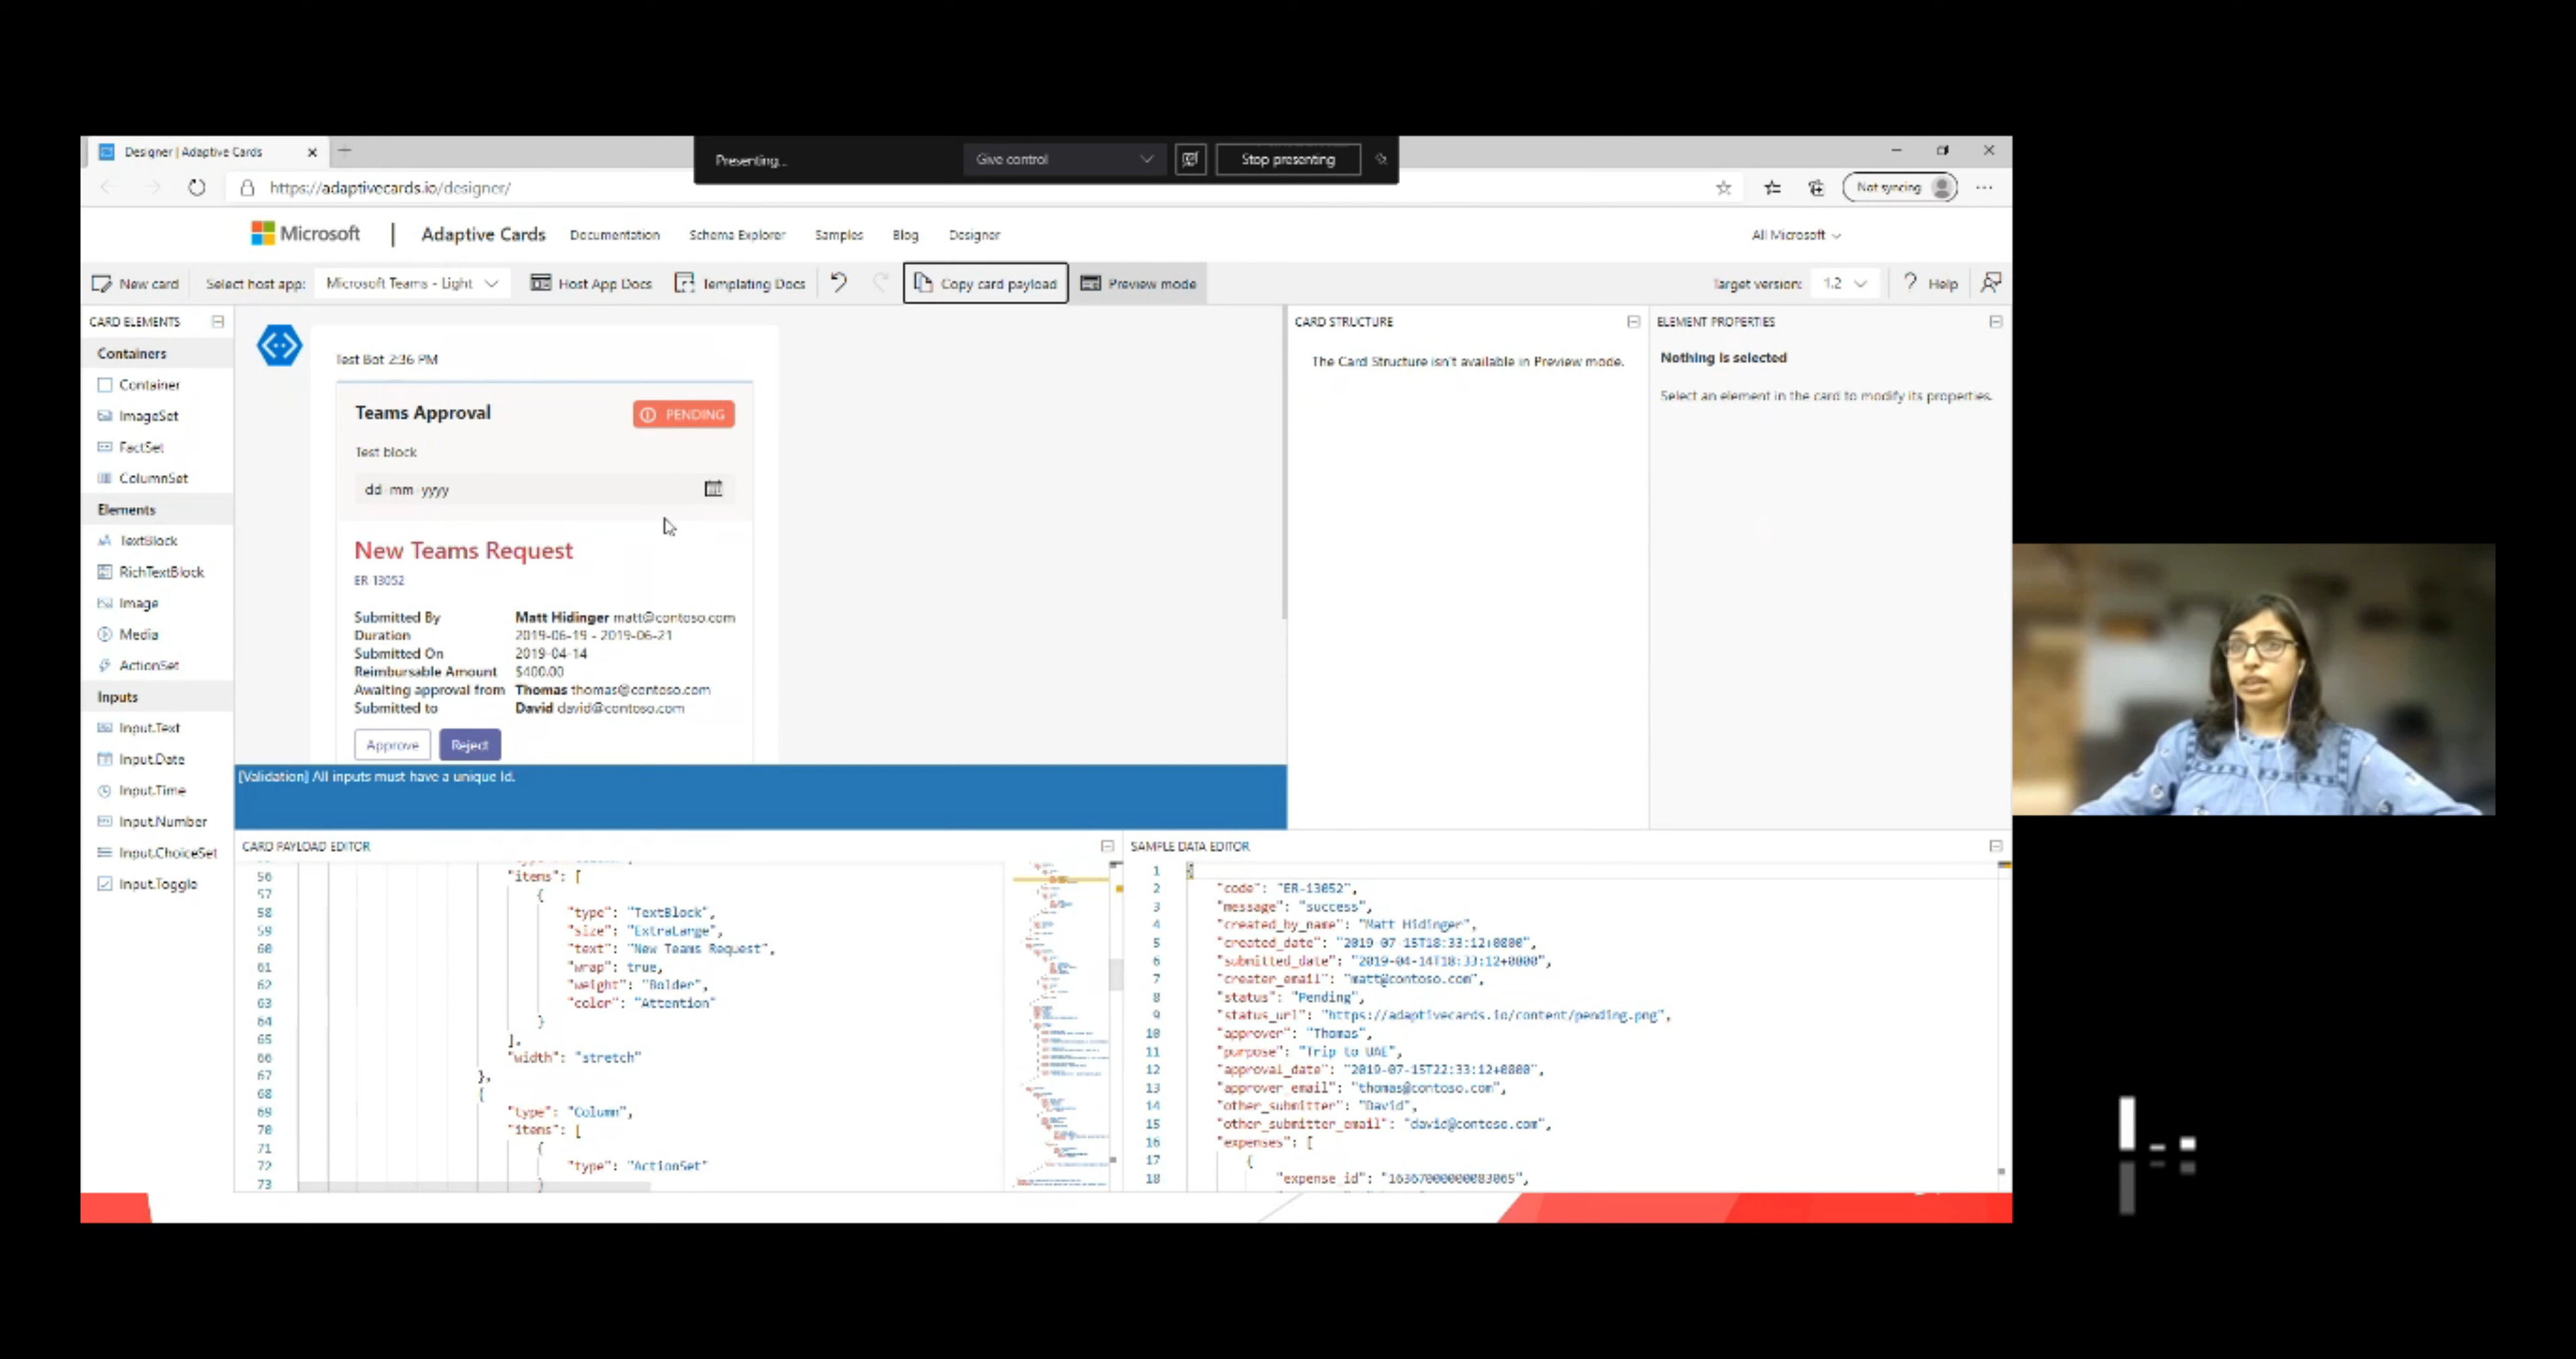 Designer | Adaptive Cards
Presenting...
Give control
Stop presenting
https://adaptivecards.io/designer/
Not syncing
Microsoft | Adaptive Cards Documentation Schema Explorer Samples Blog Designer All Microsoft
New card Select host app: Microsoft Teams - Light Host App Docs Templating Docs Copy card payload Preview mode Target version: 1.2 ? Help
CARD ELEMENTS
Containers
Container
ImageSet
FactSet
ColumnSet
Elements
TextBlock
RichTextBlock
Image
Media
ActionSet
Inputs
Input.Text
Input.Date
Input.Time
Input.Number
Input.ChoiceSet
Input.Toggle
Test Bot 2:36 PM
Teams Approval
PENDING
Test block
dd-mm-yyyy
New Teams Request
ER-13052
Submitted By Matt Hidinger matt@contoso.com
Duration 2019-06-19 - 2019-06-21
Submitted On 2019-04-14
Reimbursable Amount $400.00
Awaiting approval from Thomas thomas@contoso.com
Submitted to David david@contoso.com
Approve Reject
[Validation] All inputs must have a unique Id.
CARD STRUCTURE
The Card Structure isn't available in Preview mode.
ELEMENT PROPERTIES
Nothing is selected
Select an element in the card to modify its properties.
CARD PAYLOAD EDITOR
56 "items": [
57 {
58 "type": "TextBlock",
59 "size": "ExtraLarge",
60 "text": "New Teams Request",
61 "wrap": true,
62 "weight": "Bolder",
63 "color": "Attention"
64 }
65 ],
66 "width": "stretch"
67 },
68 {
69 "type": "Column",
70 "items": [
71 {
72 "type": "ActionSet"
73 }
SAMPLE DATA EDITOR
1 {
2 "code": "ER-13052",
3 "message": "success",
4 "created_by_name": "Matt Hidinger",
5 "created_date": "2019-07-15T18:33:12+0800",
6 "submitted_date": "2019-04-14T18:33:12+0800",
7 "creater_email": "matt@contoso.com",
8 "status": "Pending",
9 "status_url": "https://adaptivecards.io/content/pending.png",
10 "approver": "Thomas",
11 "purpose": "Trip to UAE",
12 "approval_date": "2019-07-15T22:33:12+0800",
13 "approver_email": "thomas@contoso.com",
14 "other_submitter": "David",
15 "other_submitter_email": "david@contoso.com",
16 "expenses": [
17 {
18 "expense_id": "16367000000083065",